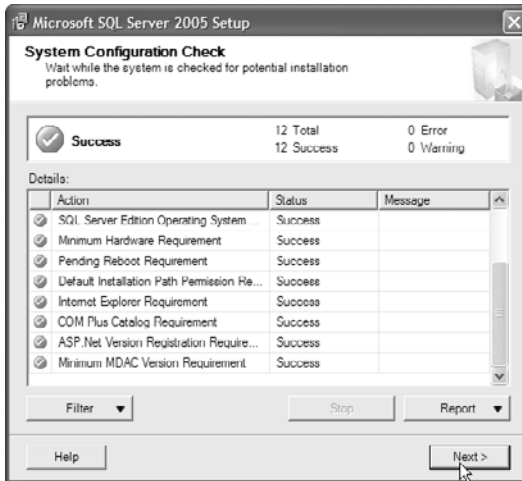 Microsoft SQL Server 2005 Setup
System Configuration Check
Wait while the system is checked for potential installation
problems.
Success
12 Total
0 Error
12 Success
0 Warning
Details:
Action Status Message
SQL Server Edition Operating System ... Success
Minimum Hardware Requirement Success
Pending Reboot Requirement Success
Default Installation Path Permission Re... Success
Internet Explorer Requirement Success
COM Plus Catalog Requirement Success
ASP.Net Version Registration Require... Success
Minimum MDAC Version Requirement Success
Filter Stop Report
Help Next >